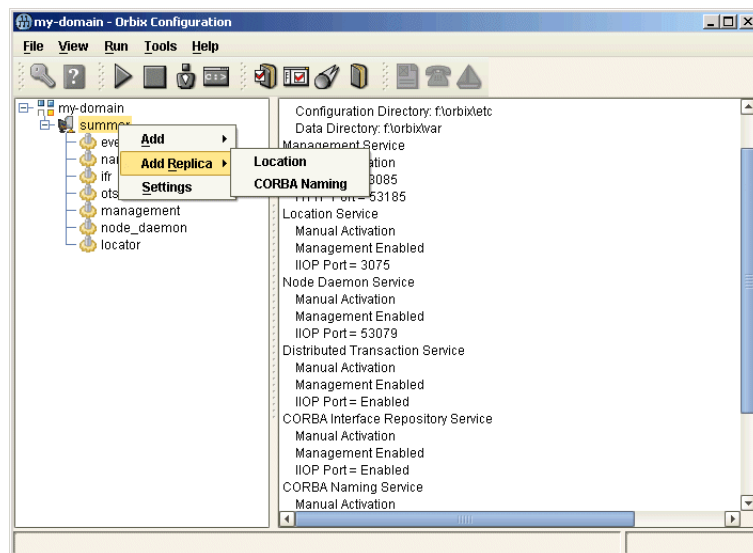 my-domain - Orbix Configuration
File View Run Tools Help
my-domain
summer
management
node_daemon
locator
ifr
Add
Add Replica
Settings
Location
CORBA Naming
Configuration Directory: f:\orbix\etc
Data Directory: f:\orbix\var
Management Service
Location Service
Manual Activation
Management Enabled
IIOP Port = 3075
Node Daemon Service
Manual Activation
Management Enabled
IIOP Port = 53079
Distributed Transaction Service
Manual Activation
Management Enabled
IIOP Port = Enabled
CORBA Interface Repository Service
Manual Activation
Management Enabled
IIOP Port = Enabled
CORBA Naming Service
Manual Activation